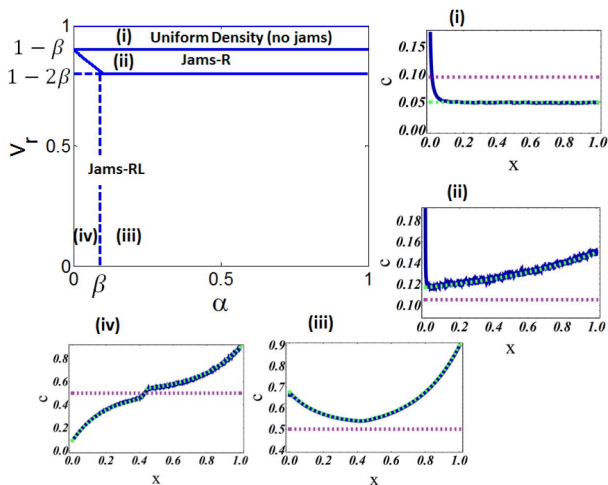 1
(i) Uniform Density (no jams)
1 − β
(ii) Jams-R
1 − 2β
V_r
0.5
Jams-RL
(iv) (iii)
0
0 β 0.5 1
α
(i)
0.15
0.10
c
0.05
0.00
0.0 0.2 0.4 0.6 0.8 1.0
x
(ii)
0.18
0.16
c
0.14
0.12
0.10
0.0 0.2 0.4 0.6 0.8 1.0
x
(iv)
0.8
0.6
c
0.4
0.2
0.0
0.0 0.2 0.4 0.6 0.8 1.0
x
(iii)
0.9
0.8
c
0.7
0.6
0.5
0.4
0.0 0.2 0.4 0.6 0.8 1.0
x